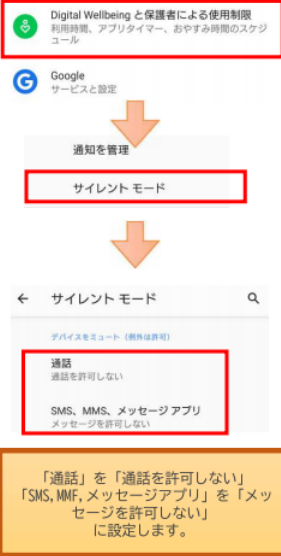 Digital Wellbeing と保護者による使用制限
利用時間、アプリタイマー、おやすみ時間のスケジ
ュール
Google
サービスと設定
通知を管理
サイレント モード
← サイレント モード
デバイスをミュート（例外は許可）
通話
通話を許可しない
SMS、MMS、メッセージ アプリ
メッセージを許可しない
「通話」を「通話を許可しない」
「SMS,MMF,メッセージアプリ」を「メッ
セージを許可しない」
に設定します。